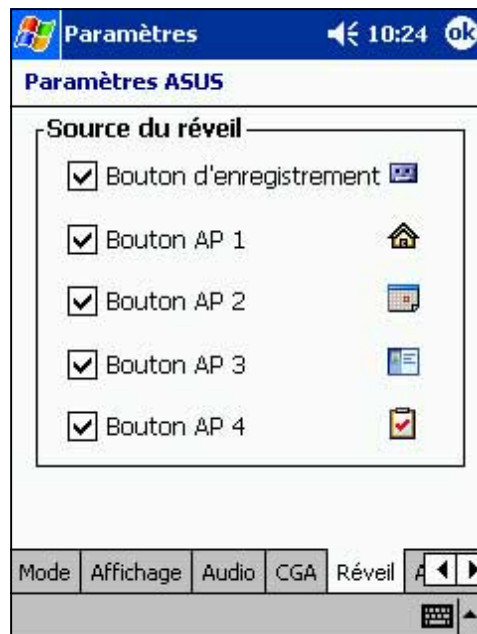 Paramètres 10:24 ok
Paramètres ASUS
Source du réveil
Bouton d'enregistrement
Bouton AP 1
Bouton AP 2
Bouton AP 3
Bouton AP 4
Mode Affichage Audio CGA Réveil